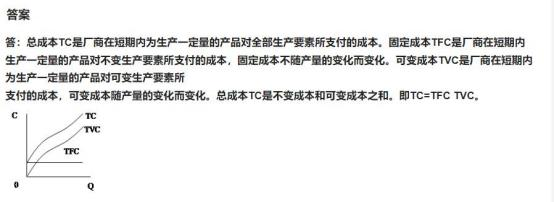 答案
答：总成本TC是厂商在短期内为生产一定量的产品对全部生产要素所支付的成本。固定成本TFC是厂商在短期内
生产一定量的产品对不变生产要素所支付的成本，固定成本不随产量的变化而变化。可变成本TVC是厂商在短期内
为生产一定量的产品对可变生产要素所
支付的成本，可变成本随产量的变化而变化。总成本TC是不变成本和可变成本之和。即TC=TFC TVC。
C
TC
TVC
TFC
0
Q